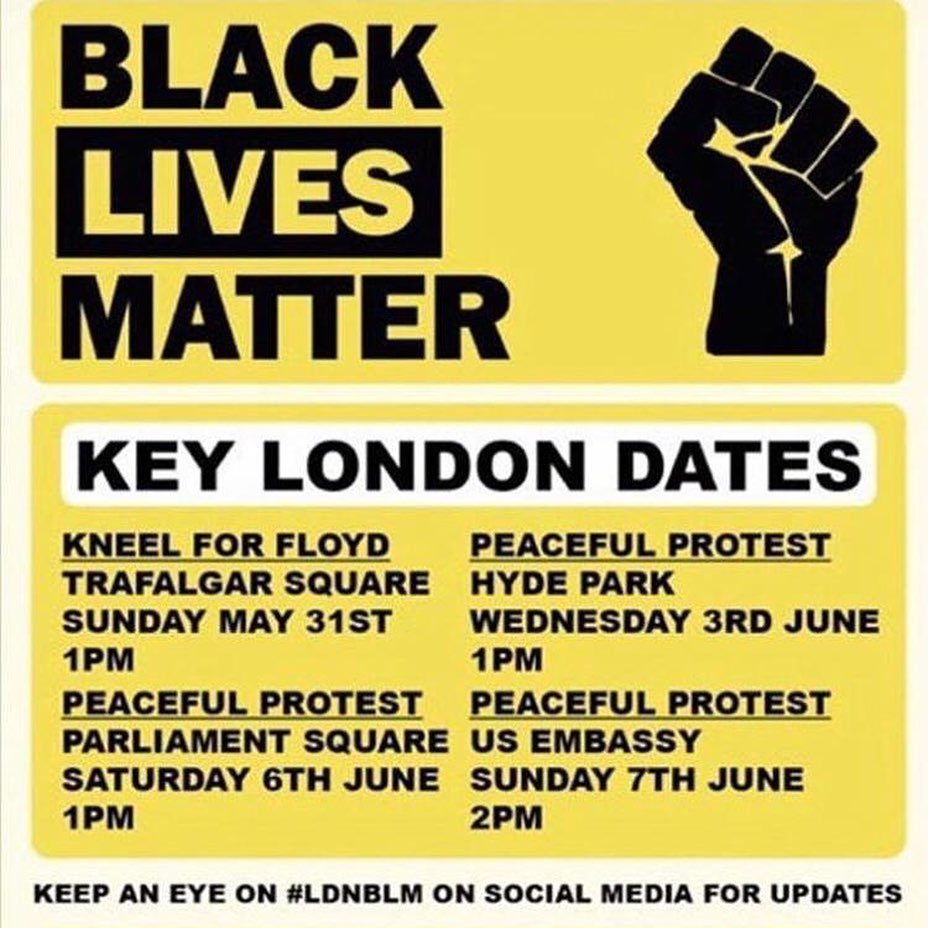 BLACK
LIVES
MATTER
KEY LONDON DATES
KNEEL FOR FLOYD
TRAFALGAR SQUARE
SUNDAY MAY 31ST
1PM
PEACEFUL PROTEST
HYDE PARK
WEDNESDAY 3RD JUNE
1PM
PEACEFUL PROTEST
PARLIAMENT SQUARE
SATURDAY 6TH JUNE
1PM
PEACEFUL PROTEST
US EMBASSY
SUNDAY 7TH JUNE
2PM
KEEP AN EYE ON #LDNBLM ON SOCIAL MEDIA FOR UPDATES